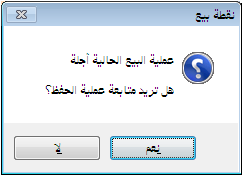 نقطة بيع
عملية البيع الحالية آجلة
هل تريد متابعة عملية الحفظ؟
نعم
لا